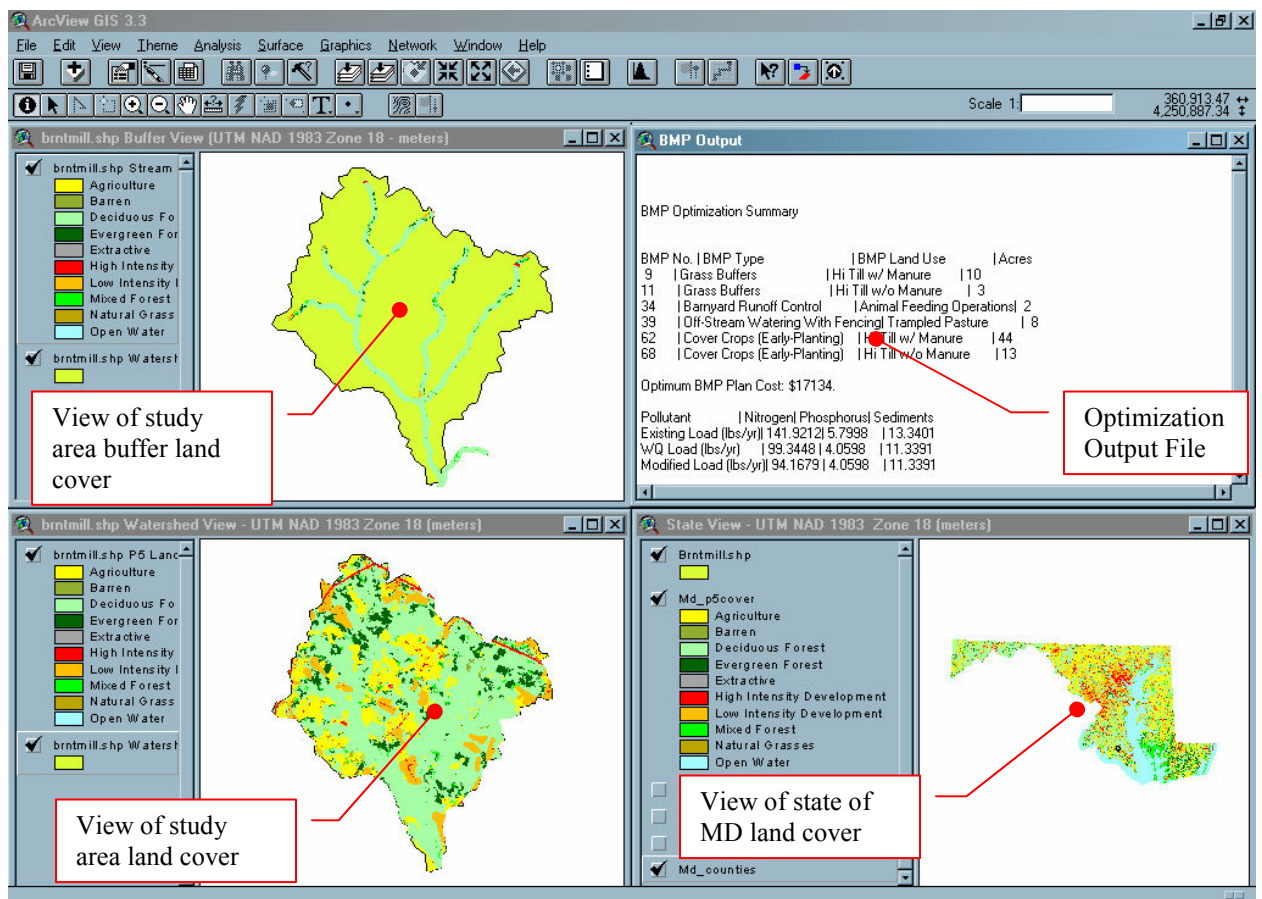 ArcView GIS 3.3
File Edit View Theme Analysis Surface Graphics Network Window Help
Scale 1:
360,913.47
4,250,887.34
brntmill.shp Buffer View (UTM NAD 1983 Zone 18 - meters)
brntmill.shp Stream
Agriculture
Barren
Deciduous Fo
Evergreen For
Extractive
High Intensity
Low Intensity I
Mixed Forest
Natural Grass
Open Water
brntmill.shp Watersh
View of study
area buffer land
cover
BMP Output
BMP Optimization Summary
BMP No. | BMP Type | BMP Land Use | Acres
9 | Grass Buffers | Hi Till w/ Manure | 10
11 | Grass Buffers | Hi Till w/o Manure | 3
34 | Barnyard Runoff Control | Animal Feeding Operations| 2
39 | Off-Stream Watering With Fencing| Trampled Pasture | 8
62 | Cover Crops (Early-Planting) | Hi Till w/ Manure | 44
68 | Cover Crops (Early-Planting) | Hi Till w/o Manure | 13
Optimum BMP Plan Cost: $17134.
Pollutant | Nitrogen| Phosphorus| Sediments
Existing Load (lbs/yr)| 141.9212| 5.7998 | 13.3401
WQ Load (lbs/yr) | 99.3448 | 4.0598 | 11.3391
Modified Load (lbs/yr)| 94.1679 | 4.0598 | 11.3391
Optimization
Output File
brntmill.shp Watershed View - UTM NAD 1983 Zone 18 (meters)
brntmill.shp P5 Lanc
Agriculture
Barren
Deciduous Fo
Evergreen For
Extractive
High Intensity
Low Intensity I
Mixed Forest
Natural Grass
Open Water
brntmill.shp Watersh
View of study
area land cover
State View - UTM NAD 1983 Zone 18 (meters)
Brntmill.shp
Md_p5cover
Agriculture
Barren
Deciduous Forest
Evergreen Forest
Extractive
High Intensity Development
Low Intensity Development
Mixed Forest
Natural Grasses
Open Water
Md_counties
View of state of
MD land cover